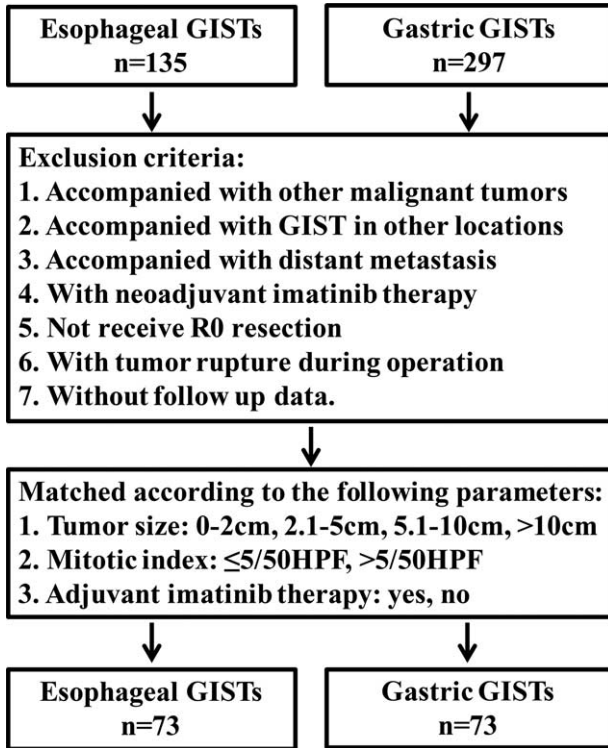 Esophageal GISTs
n=135
Gastric GISTs
n=297
Exclusion criteria:
1. Accompanied with other malignant tumors
2. Accompanied with GIST in other locations
3. Accompanied with distant metastasis
4. With neoadjuvant imatinib therapy
5. Not receive R0 resection
6. With tumor rupture during operation
7. Without follow up data.
Matched according to the following parameters:
1. Tumor size: 0-2cm, 2.1-5cm, 5.1-10cm, >10cm
2. Mitotic index: ≤5/50HPF, >5/50HPF
3. Adjuvant imatinib therapy: yes, no
Esophageal GISTs
n=73
Gastric GISTs
n=73